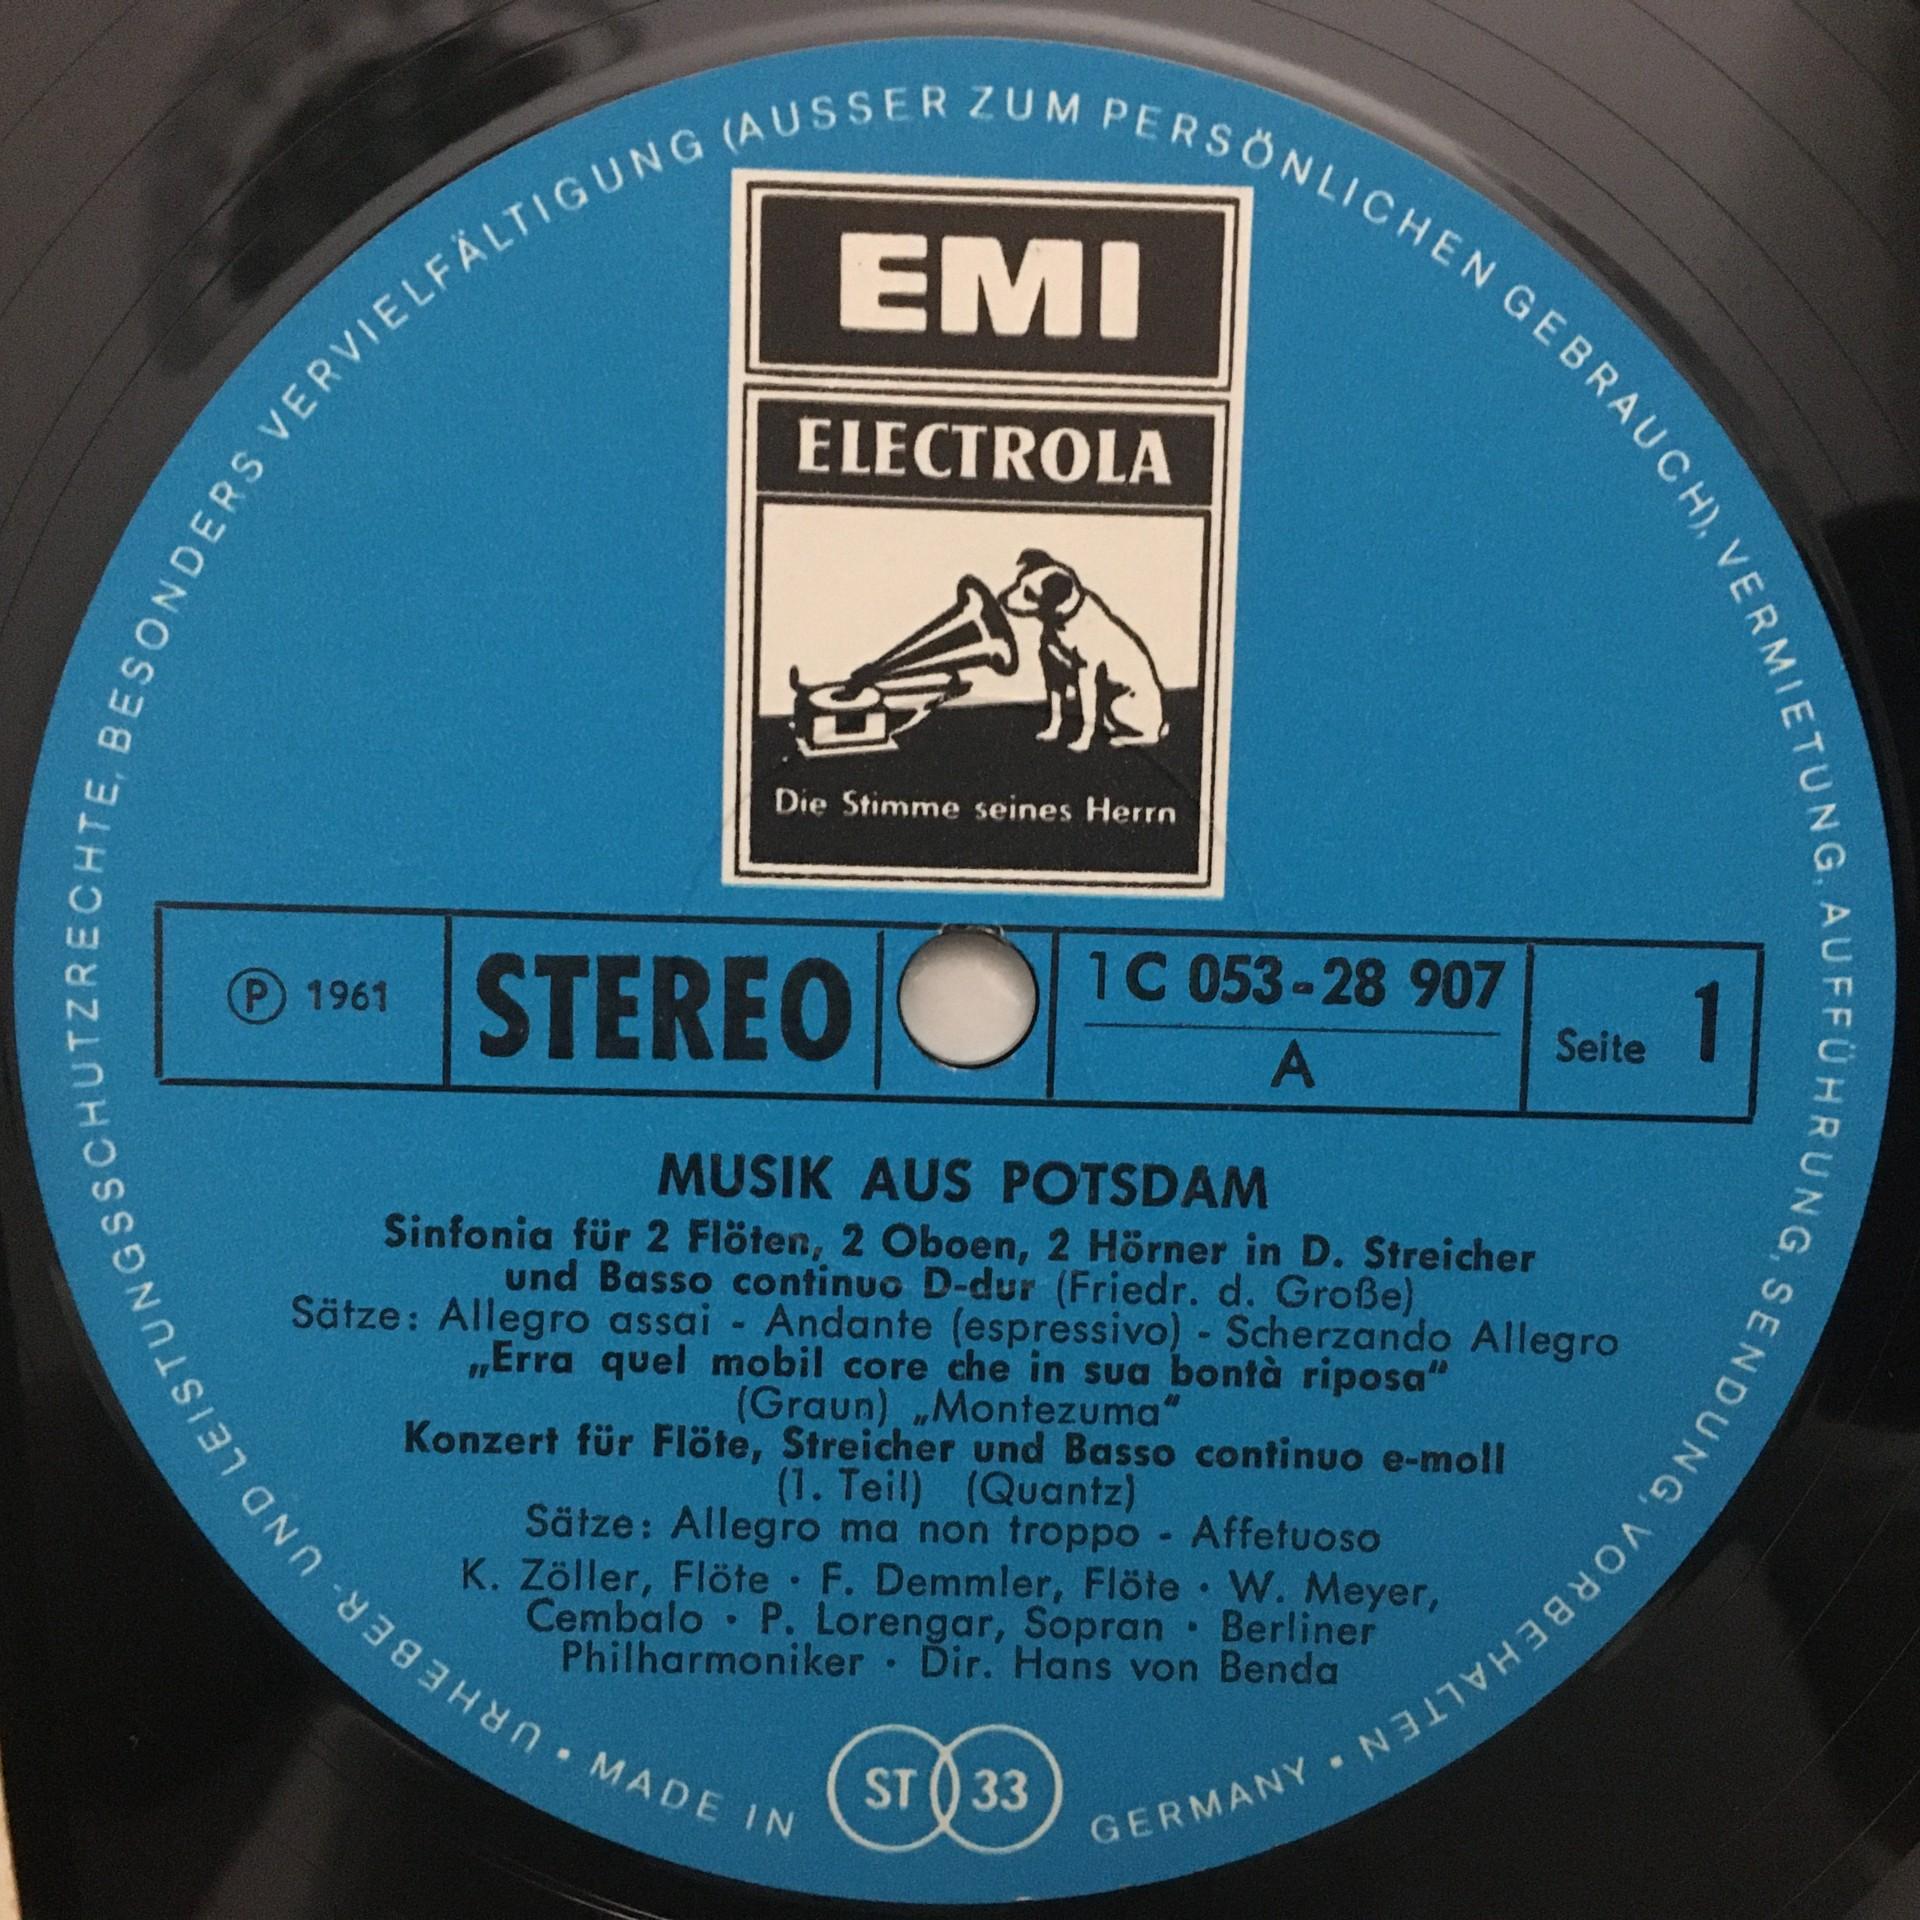 EMI
ELECTROLA
Die Stimme seines Herrn
Ⓟ 1961
STEREO
1 C 053-28 907
A
Seite 1
MUSIK AUS POTSDAM
Sinfonia für 2 Flöten, 2 Oboen, 2 Hörner in D. Streicher
und Basso continuo D-dur (Friedr. d. Große)
Sätze: Allegro assai - Andante (espressivo) - Scherzando Allegro
„Erra quel mobil core che in sua bontà riposa“
(Graun) „Montezuma“
Konzert für Flöte, Streicher und Basso continuo e-moll
(1. Teil) (Quantz)
Sätze: Allegro ma non troppo - Affetuoso
K. Zöller, Flöte · F. Demmler, Flöte · W. Meyer,
Cembalo · P. Lorengar, Sopran · Berliner
Philharmoniker · Dir. Hans von Benda
ST 33
MADE IN GERMANY
• URHEBER- UND LEISTUNGSSCHUTZRECHTE, BESONDERS VERVIELFÄLTIGUNG (AUSSER ZUM PERSÖNLICHEN GEBRAUCH), VERMIETUNG, AUFFÜHRUNG, SENDUNG, VORBEHALTEN •